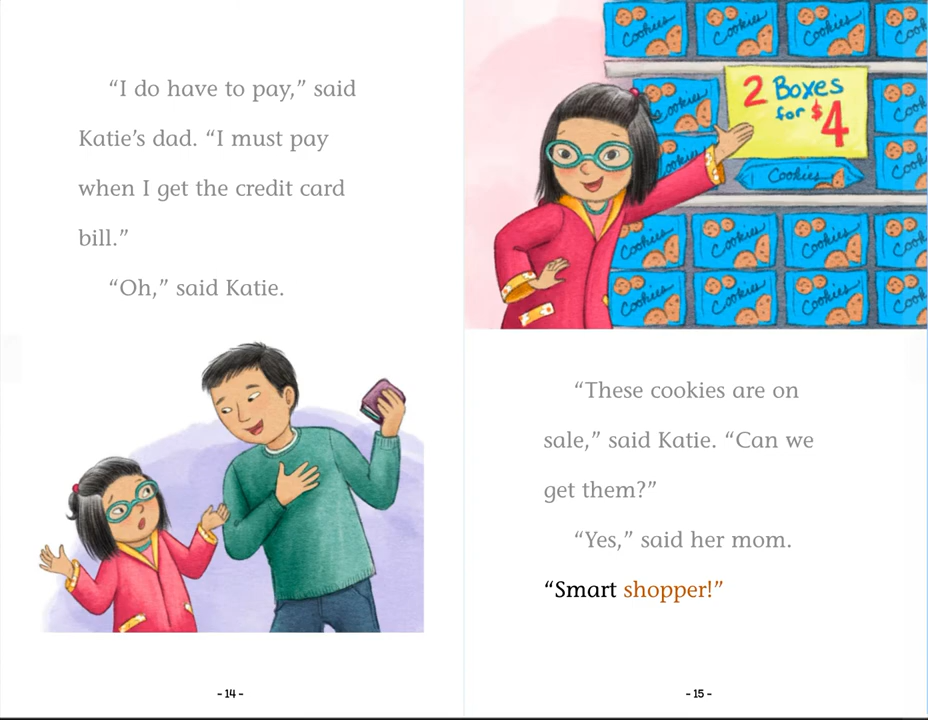 “I do have to pay,” said
Katie’s dad. “I must pay
when I get the credit card
bill.”
“Oh,” said Katie.
- 14 -
Cookies
Cookies
Cookies
Cookies
Cookies
2 Boxes
for $4
Cookies
Cookies
Cookies
Cookies
Cookies
Cookies
Cookies
Cookies
Cookies
“These cookies are on
sale,” said Katie. “Can we
get them?”
“Yes,” said her mom.
“Smart shopper!”
- 15 -